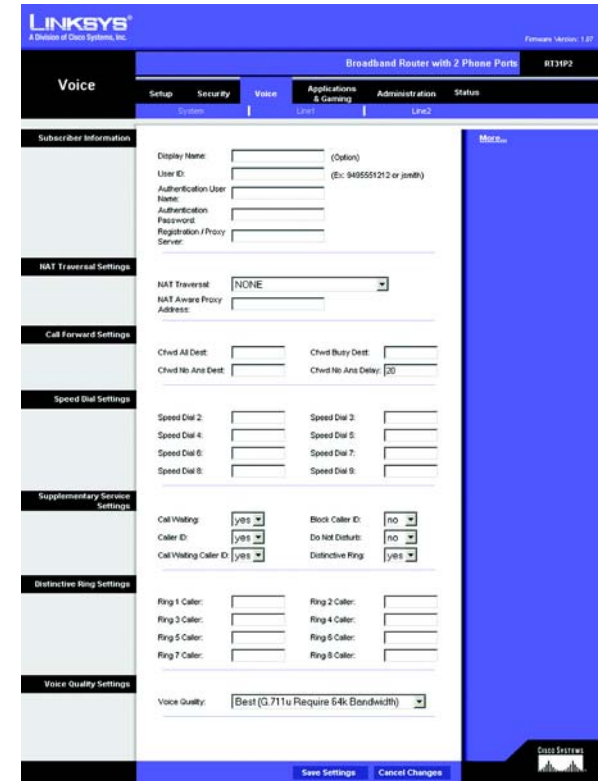 LINKSYS®
A Division of Cisco Systems, Inc.
Firmware Version: 1.07
Broadband Router with 2 Phone Ports RT31P2
Voice
Setup Security Voice Applications & Gaming Administration Status
System Line1 Line2
Subscriber Information
More...
Display Name: (Option)
User ID: (Ex: 9495551212 or jsmith)
Authentication User Name:
Authentication Password:
Registration / Proxy Server:
NAT Traversal Settings
NAT Traversal: NONE
NAT Aware Proxy Address:
Call Forward Settings
Cfwd All Dest: Cfwd Busy Dest:
Cfwd No Ans Dest: Cfwd No Ans Delay: 20
Speed Dial Settings
Speed Dial 2: Speed Dial 3:
Speed Dial 4: Speed Dial 5:
Speed Dial 6: Speed Dial 7:
Speed Dial 8: Speed Dial 9:
Supplementary Service Settings
Call Waiting: yes Block Caller ID: no
Caller ID: yes Do Not Disturb: no
Call Waiting Caller ID: yes Distinctive Ring: yes
Distinctive Ring Settings
Ring 1 Caller: Ring 2 Caller:
Ring 3 Caller: Ring 4 Caller:
Ring 5 Caller: Ring 6 Caller:
Ring 7 Caller: Ring 8 Caller:
Voice Quality Settings
Voice Quality: Best (G.711u Require 64k Bandwidth)
Save Settings Cancel Changes
Cisco Systems